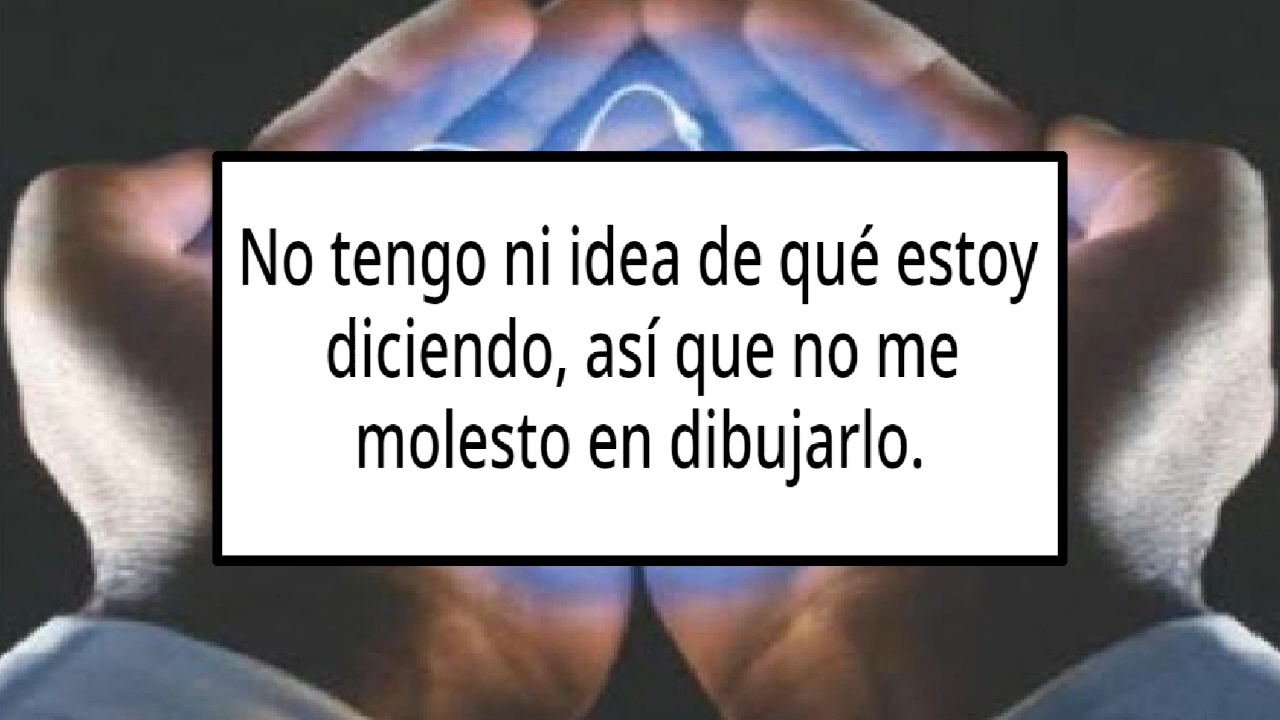 No tengo ni idea de qué estoy
diciendo, así que no me
molesto en dibujarlo.